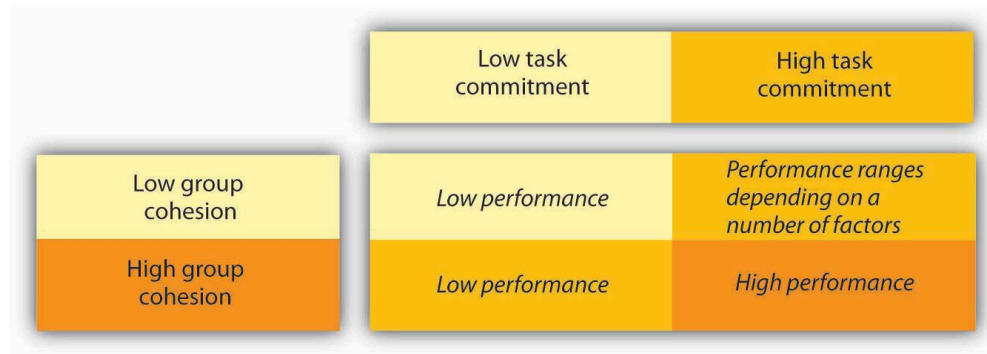 Low task
commitment
High task
commitment
Low group
cohesion
Low performance
Performance ranges
depending on a
number of factors
High group
cohesion
Low performance
High performance